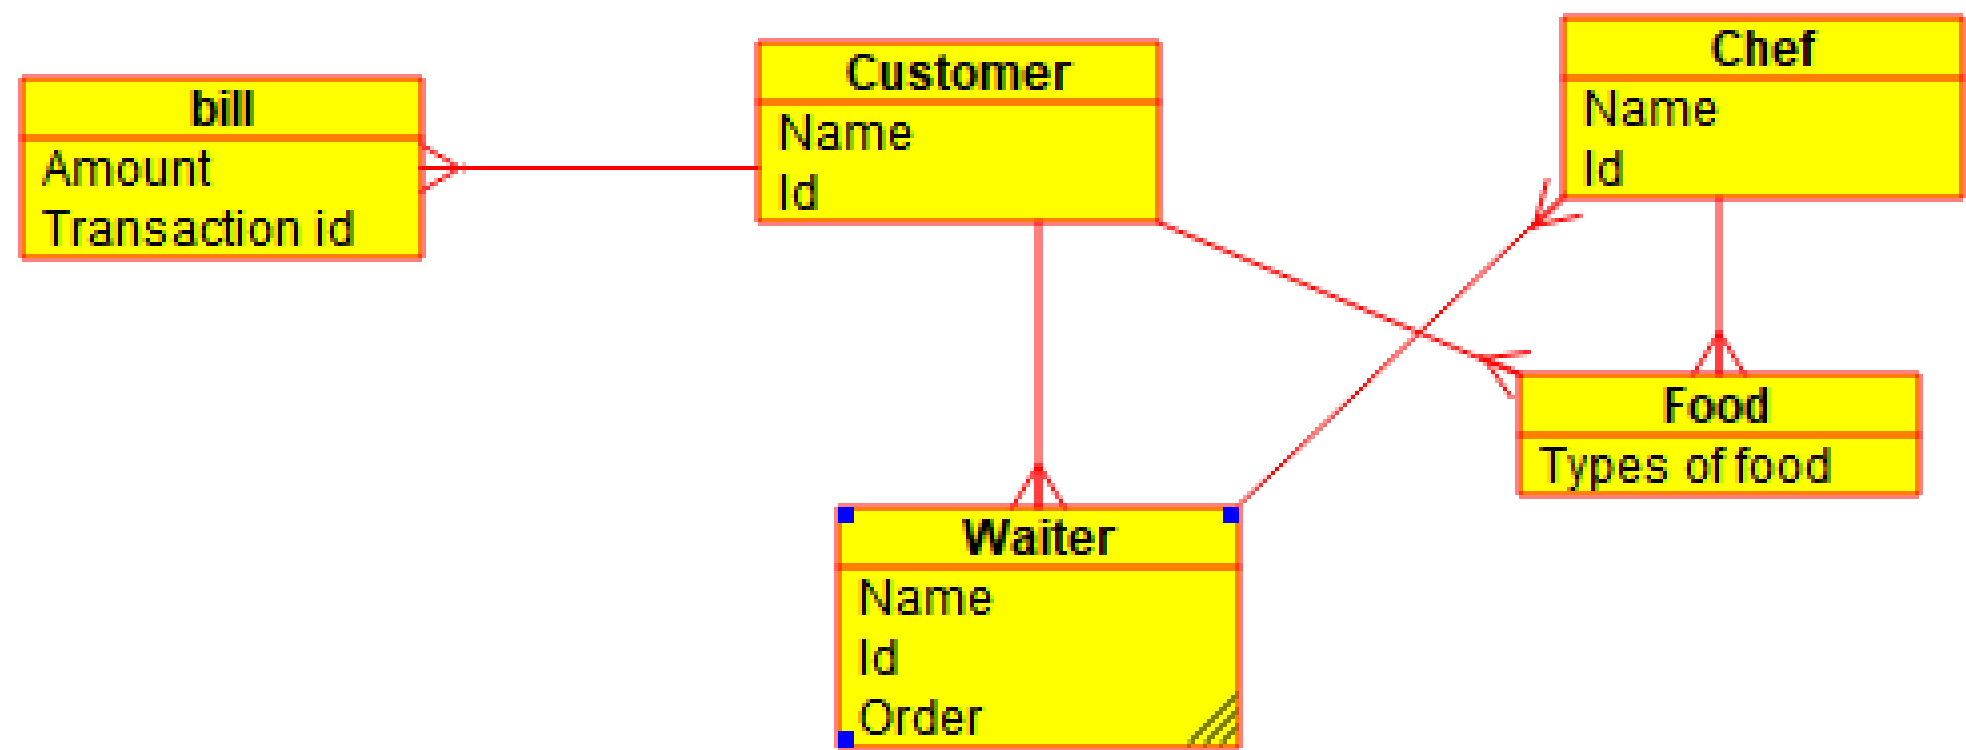 bill
Amount
Transaction id
Customer
Name
Id
Chef
Name
Id
Food
Types of food
Waiter
Name
Id
Order